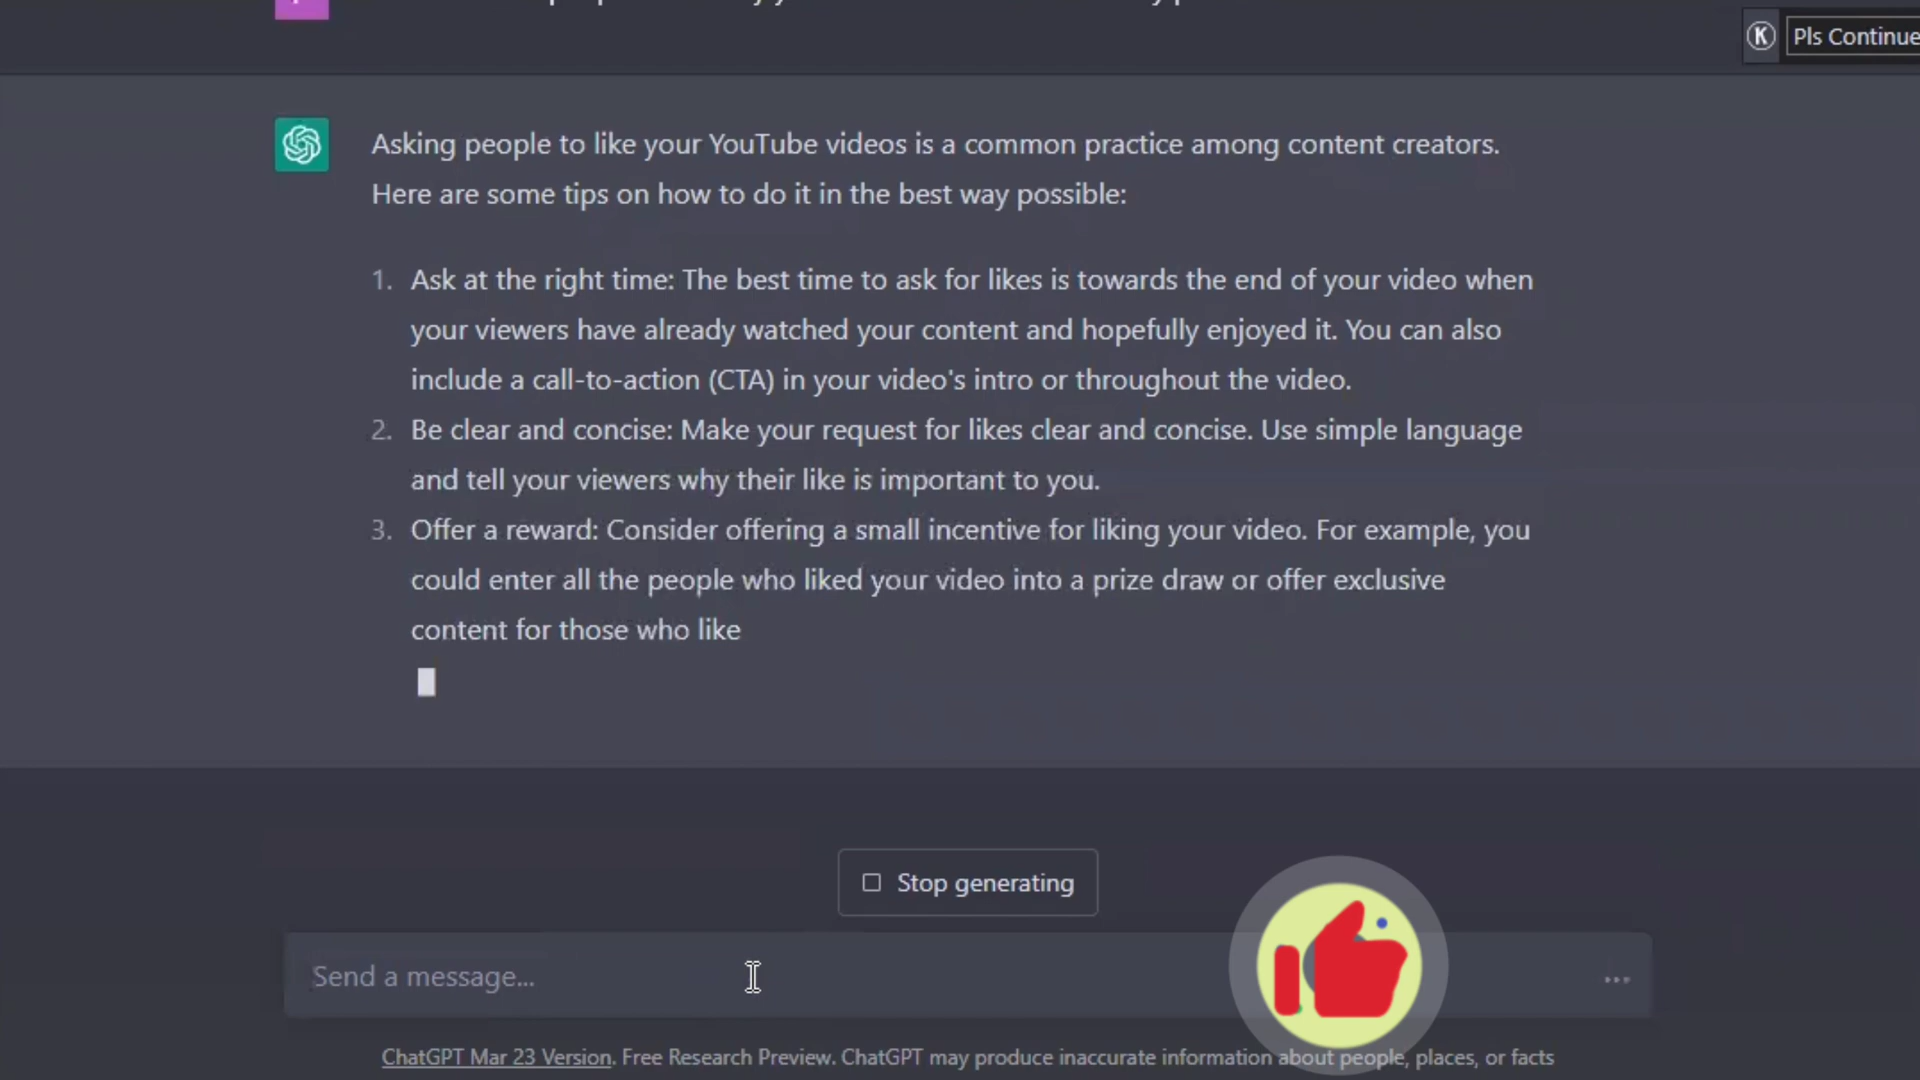 Pls Continue
Asking people to like your YouTube videos is a common practice among content creators.
Here are some tips on how to do it in the best way possible:
1. Ask at the right time: The best time to ask for likes is towards the end of your video when
your viewers have already watched your content and hopefully enjoyed it. You can also
include a call-to-action (CTA) in your video's intro or throughout the video.
2. Be clear and concise: Make your request for likes clear and concise. Use simple language
and tell your viewers why their like is important to you.
3. Offer a reward: Consider offering a small incentive for liking your video. For example, you
could enter all the people who liked your video into a prize draw or offer exclusive
content for those who like
Stop generating
Send a message...
ChatGPT Mar 23 Version. Free Research Preview. ChatGPT may produce inaccurate information about people, places, or facts